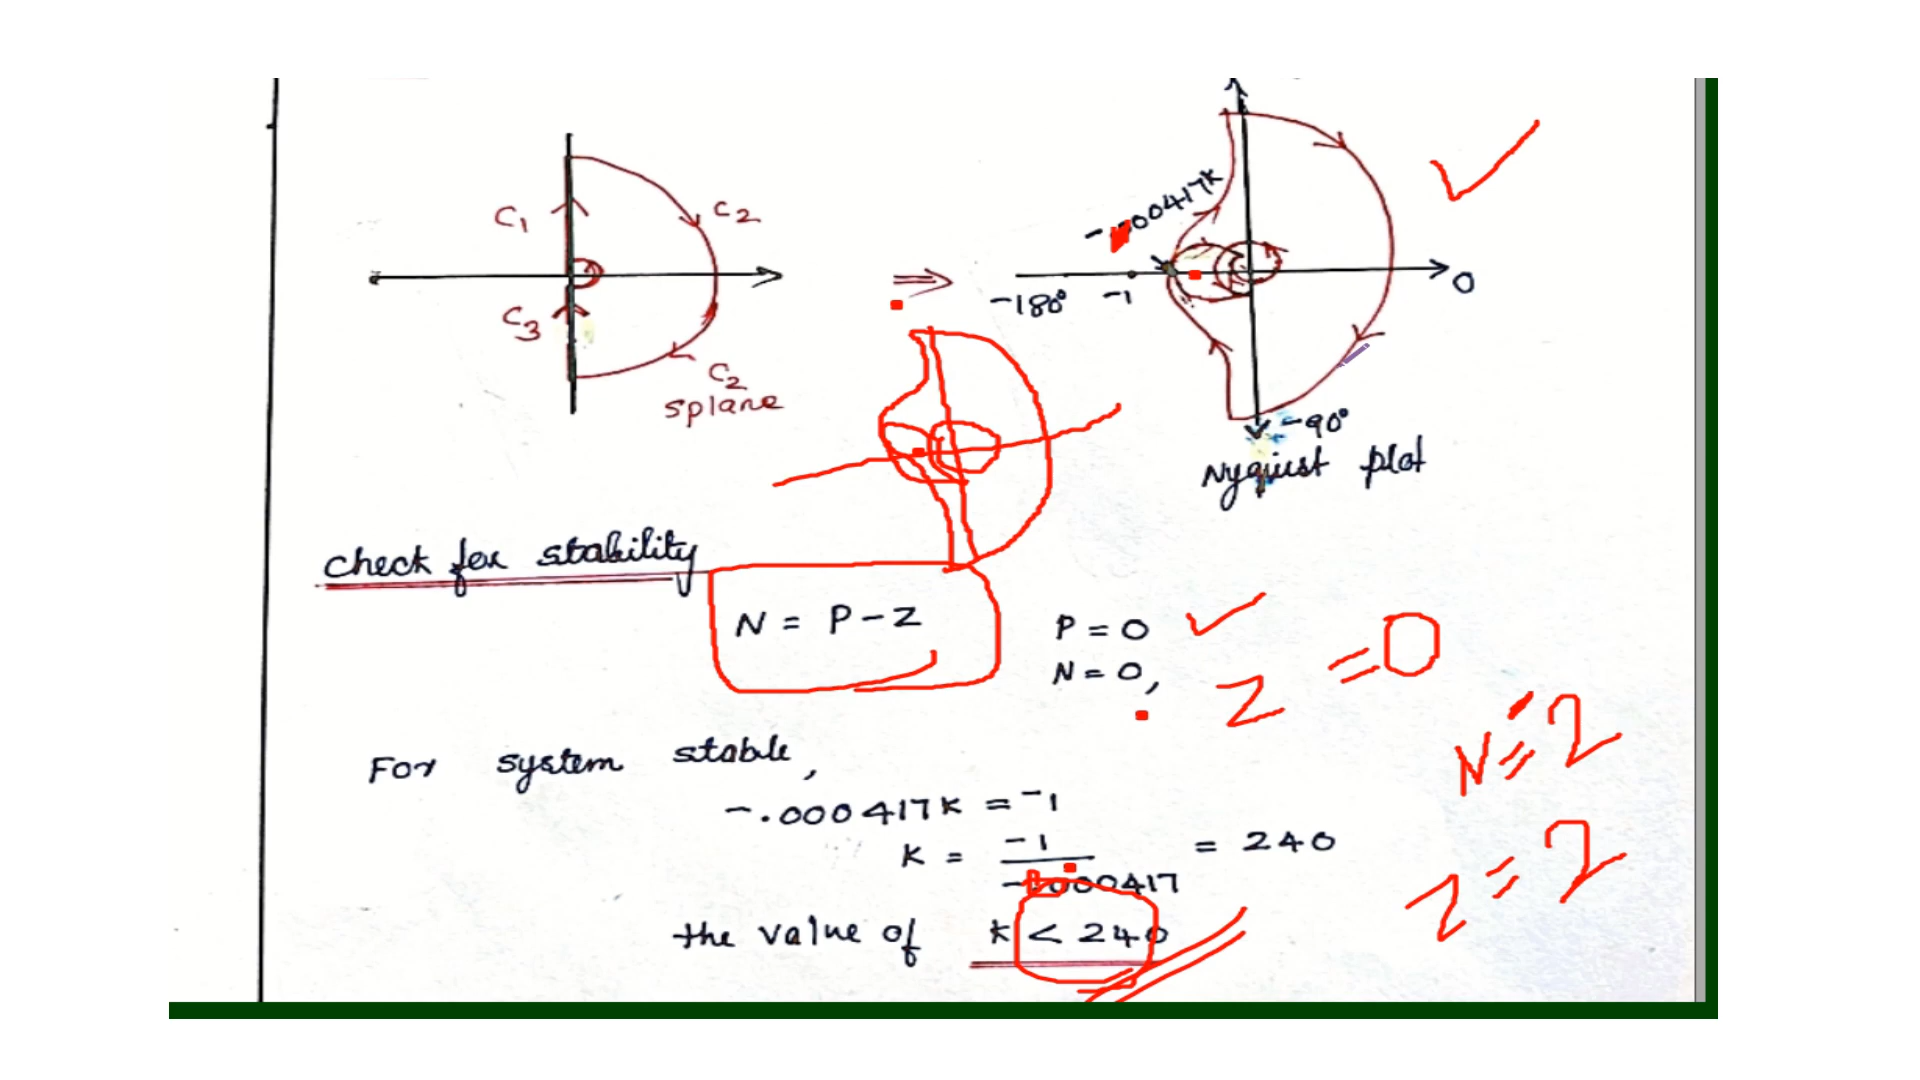 C1
C2
C3
C2
splane
⇒
-180°
-1
0
-90°
Nyquist plot
check for stability
N = P - Z
P = 0
N = 0,
Z = 0
N = 2
For system stable,
-.000417K = -1
K = -1 / -.000417 = 240
Z = 2
the value of K < 240